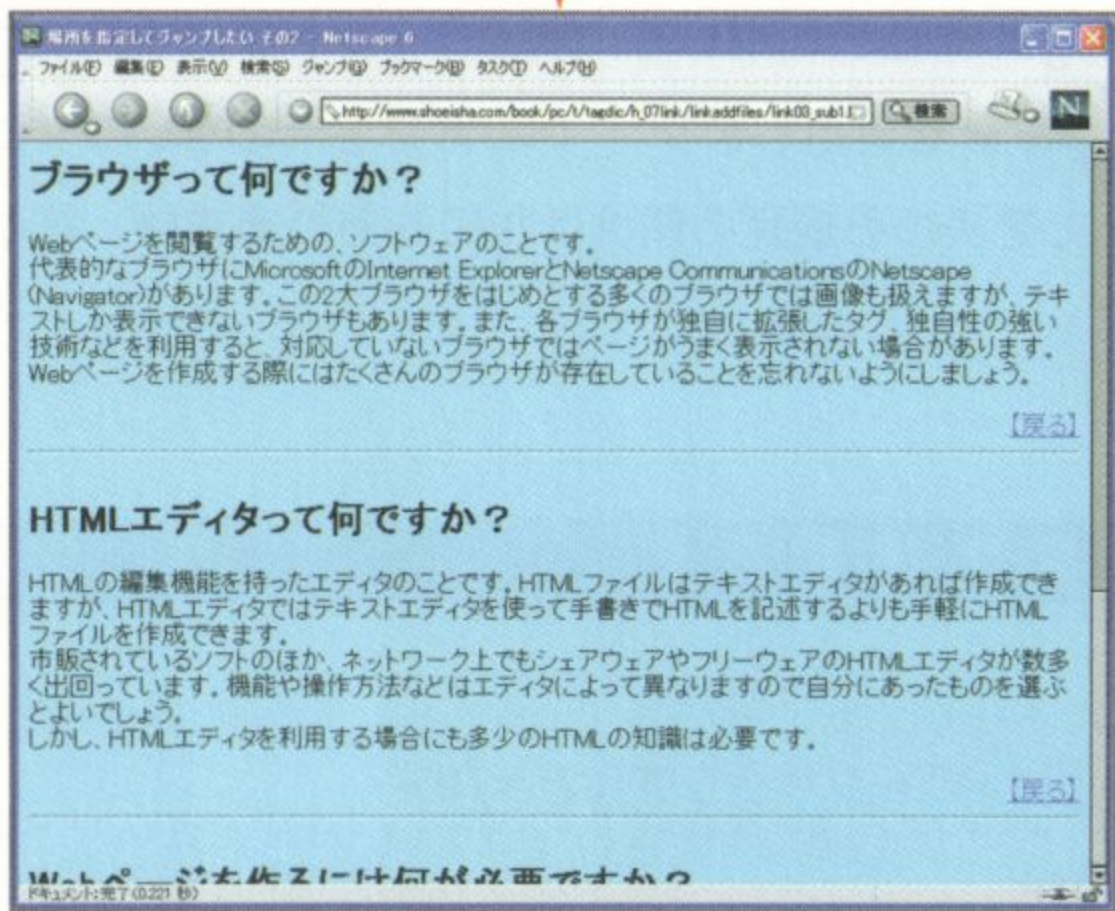 場所を指定してジャンプしたい その2 - Netscape 6
ファイル(F) 編集(E) 表示(V) 検索(S) ジャンプ(G) ブックマーク(B) タスク(T) ヘルプ(H)
http://www.shoeisha.com/book/pc/t/tagdic/h_07link/link.addfiles/link03_sub1. 検索
N
ブラウザって何ですか？
Webページを閲覧するための、ソフトウェアのことです。
代表的なブラウザにMicrosoftのInternet ExplorerとNetscape CommunicationsのNetscape
(Navigator)があります。この2大ブラウザをはじめとする多くのブラウザでは画像も扱えますが、テキ
ストしか表示できないブラウザもあります。また、各ブラウザが独自に拡張したタグ、独自性の強い
技術などを利用すると、対応していないブラウザではページがうまく表示されない場合があります。
Webページを作成する際にはたくさんのブラウザが存在していることを忘れないようにしましょう。
【戻る】
HTMLエディタって何ですか？
HTMLの編集機能を持ったエディタのことです。HTMLファイルはテキストエディタがあれば作成でき
ますが、HTMLエディタではテキストエディタを使って手書きでHTMLを記述するよりも手軽にHTML
ファイルを作成できます。
市販されているソフトのほか、ネットワーク上でもシェアウェアやフリーウェアのHTMLエディタが数多
く出回っています。機能や操作方法などはエディタによって異なりますので自分にあったものを選ぶ
とよいでしょう。
しかし、HTMLエディタを利用する場合にも多少のHTMLの知識は必要です。
【戻る】
Webページを作るには何が必要ですか？
ドキュメント:完了(0.221 秒)